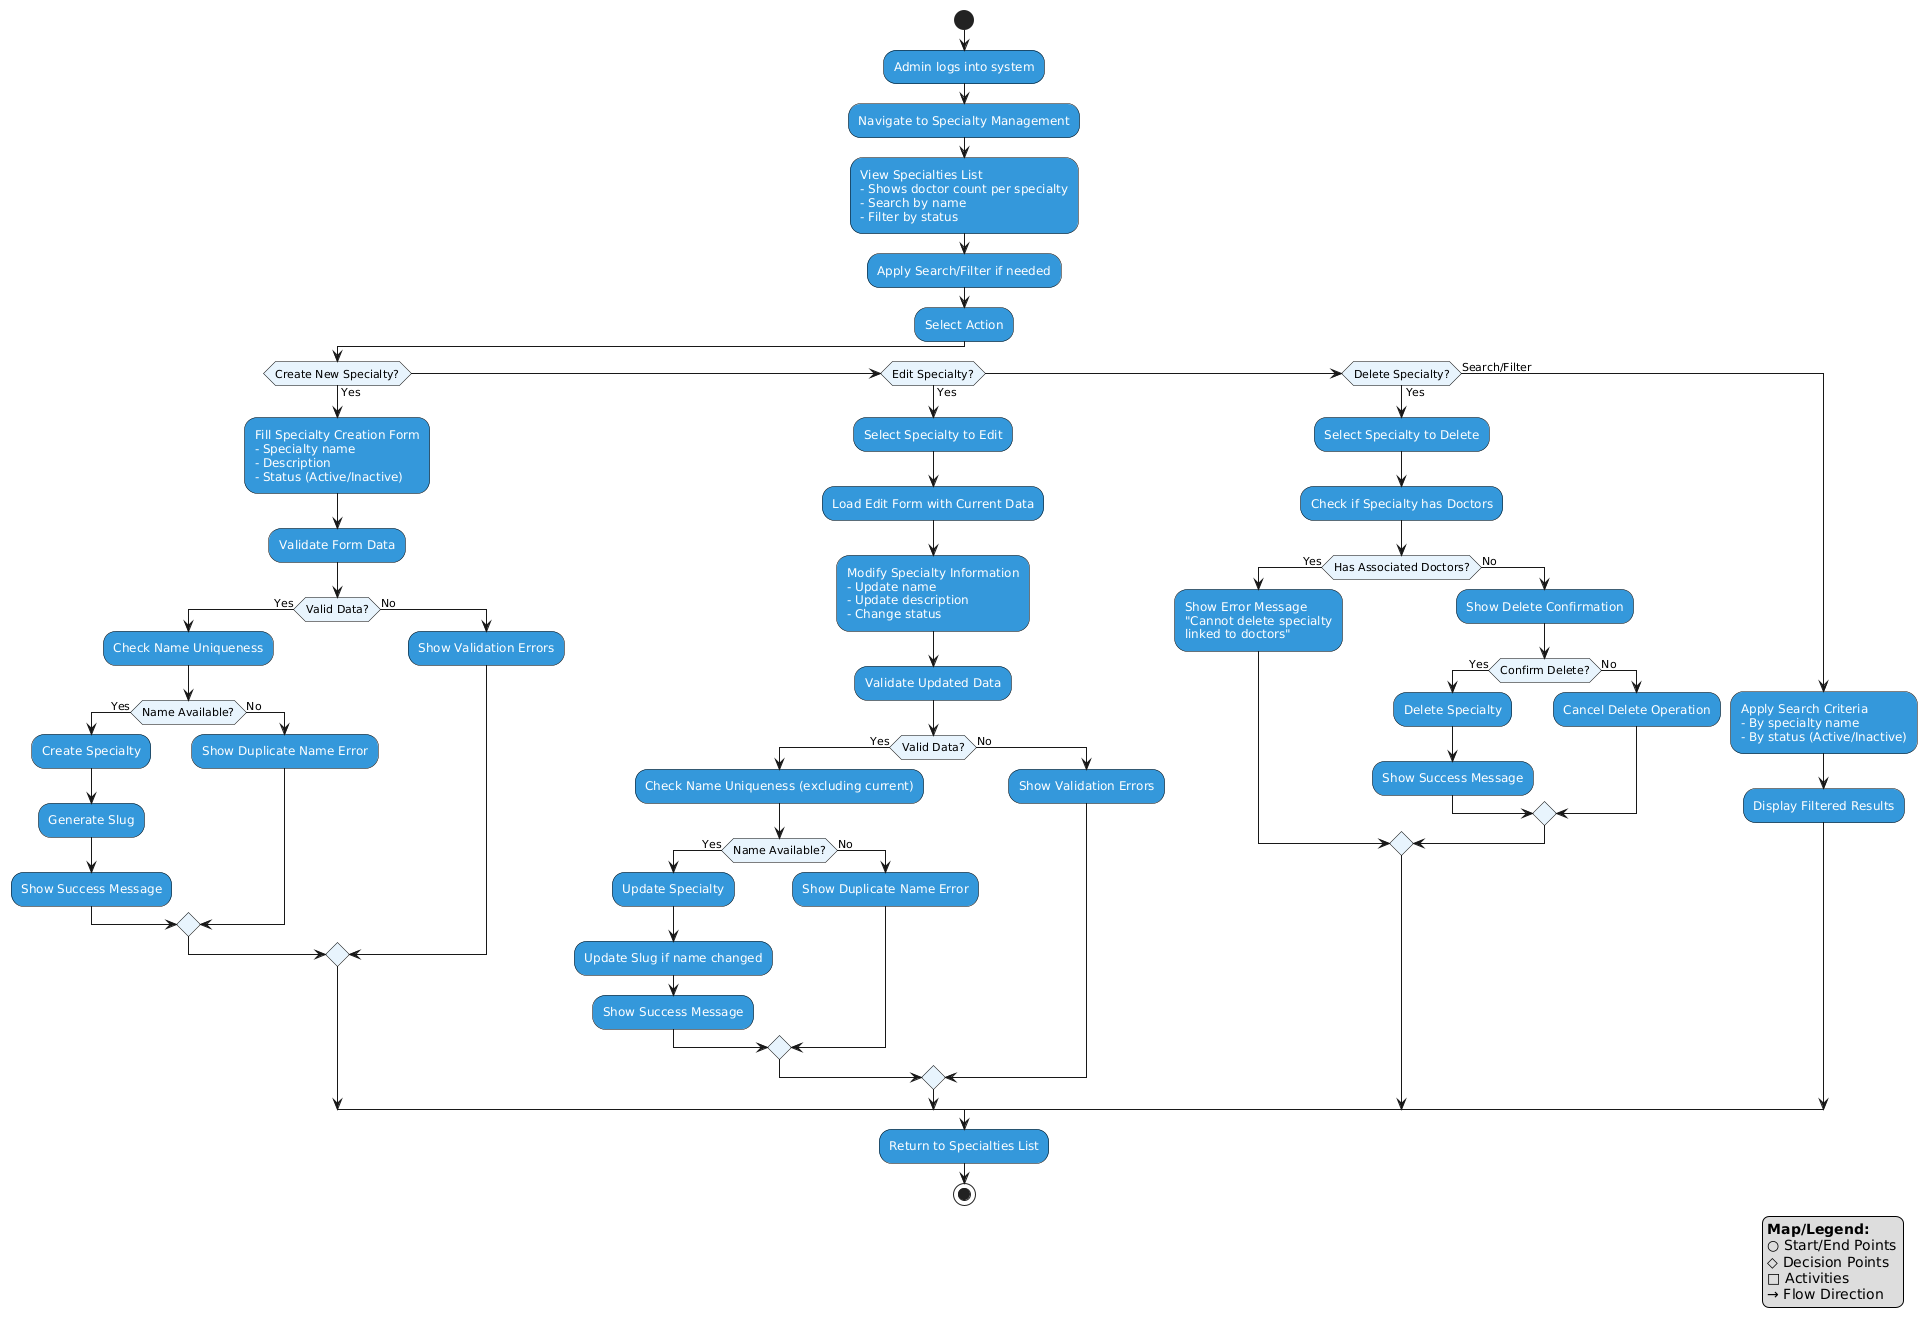 Admin logs into system
Navigate to Specialty Management
View Specialties List
- Shows doctor count per specialty
- Search by name
- Filter by status
Apply Search/Filter if needed
Select Action
Create New Specialty?
Yes
Fill Specialty Creation Form
- Specialty name
- Description
- Status (Active/Inactive)
Validate Form Data
Valid Data?
Yes
No
Check Name Uniqueness
Show Validation Errors
Name Available?
Yes
No
Create Specialty
Show Duplicate Name Error
Generate Slug
Show Success Message
Edit Specialty?
Yes
Select Specialty to Edit
Load Edit Form with Current Data
Modify Specialty Information
- Update name
- Update description
- Change status
Validate Updated Data
Valid Data?
Yes
No
Check Name Uniqueness (excluding current)
Show Validation Errors
Name Available?
Yes
No
Update Specialty
Show Duplicate Name Error
Update Slug if name changed
Show Success Message
Delete Specialty?
Yes
Select Specialty to Delete
Check if Specialty has Doctors
Has Associated Doctors?
Yes
No
Show Error Message
"Cannot delete specialty
linked to doctors"
Show Delete Confirmation
Confirm Delete?
Yes
No
Delete Specialty
Cancel Delete Operation
Show Success Message
Search/Filter
Apply Search Criteria
- By specialty name
- By status (Active/Inactive)
Display Filtered Results
Return to Specialties List
Map/Legend:
○ Start/End Points
◇ Decision Points
□ Activities
→ Flow Direction